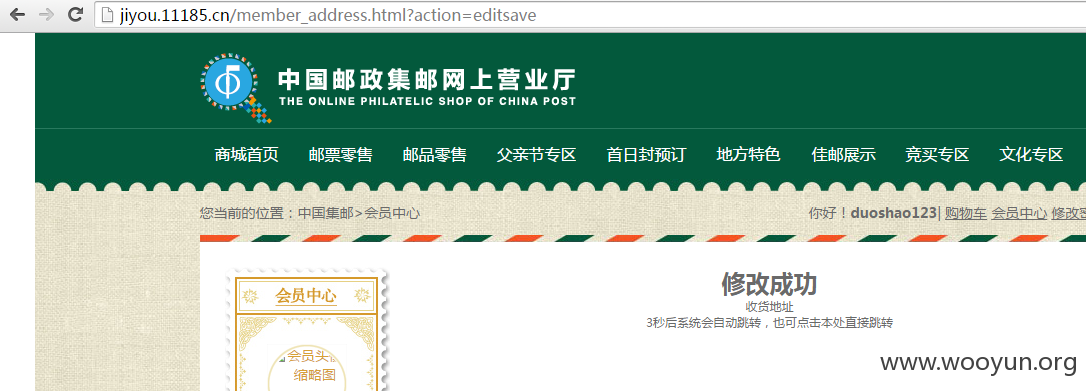 jiyou.11185.cn/member_address.html?action=editsave
中国邮政集邮网上营业厅
THE ONLINE PHILATELIC SHOP OF CHINA POST
商城首页 邮票零售 邮品零售 父亲节专区 首日封预订 地方特色 佳邮展示 竞买专区 文化专区
您当前的位置：中国集邮>会员中心 你好！duoshao123| 购物车 会员中心 修改
会员中心
修改成功
收货地址
3秒后系统会自动跳转，也可点击本处直接跳转
会员头
缩略图
www.wooyun.org